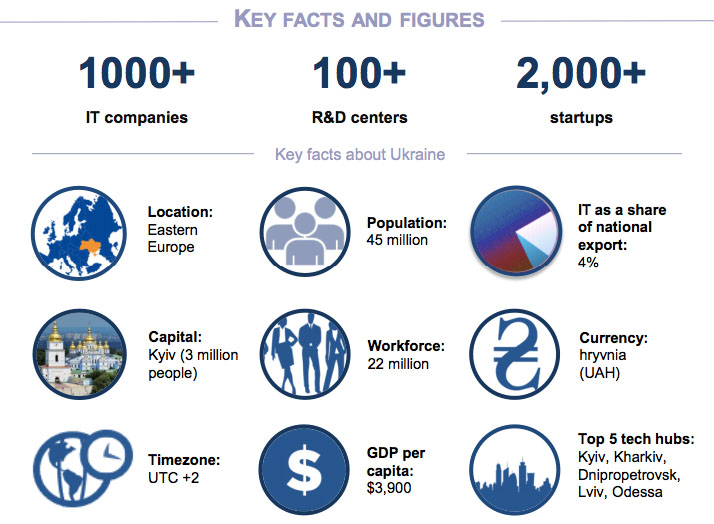 KEY FACTS AND FIGURES
1000+
IT companies
100+
R&D centers
2,000+
startups
Key facts about Ukraine
Location:
Eastern
Europe
Population:
45 million
IT as a share
of national
export:
4%
Capital:
Kyiv (3 million
people)
Workforce:
22 million
Currency:
hryvnia
(UAH)
Timezone:
UTC +2
GDP per
capita:
$3,900
Top 5 tech hubs:
Kyiv, Kharkiv,
Dnipropetrovsk,
Lviv, Odessa